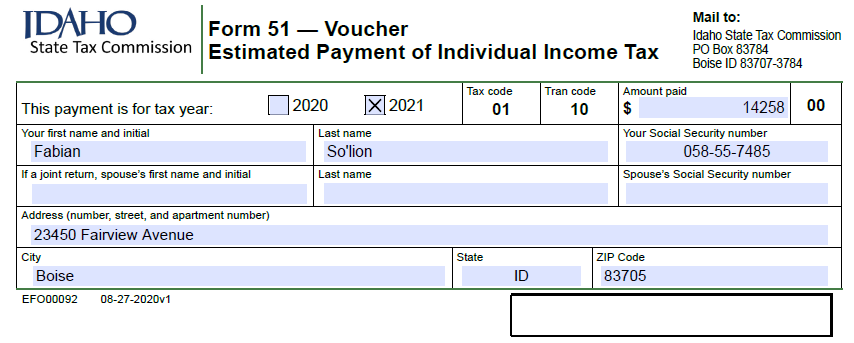 IDAHO
State Tax Commission
Form 51 — Voucher
Estimated Payment of Individual Income Tax
Mail to:
Idaho State Tax Commission
PO Box 83784
Boise ID 83707-3784
This payment is for tax year: 2020 2021
Tax code
01
Tran code
10
Amount paid
$ 14258 00
Your first name and initial
Fabian
Last name
So'lion
Your Social Security number
058-55-7485
If a joint return, spouse's first name and initial
Last name
Spouse's Social Security number
Address (number, street, and apartment number)
23450 Fairview Avenue
City
Boise
State
ID
ZIP Code
83705
EFO00092 08-27-2020v1